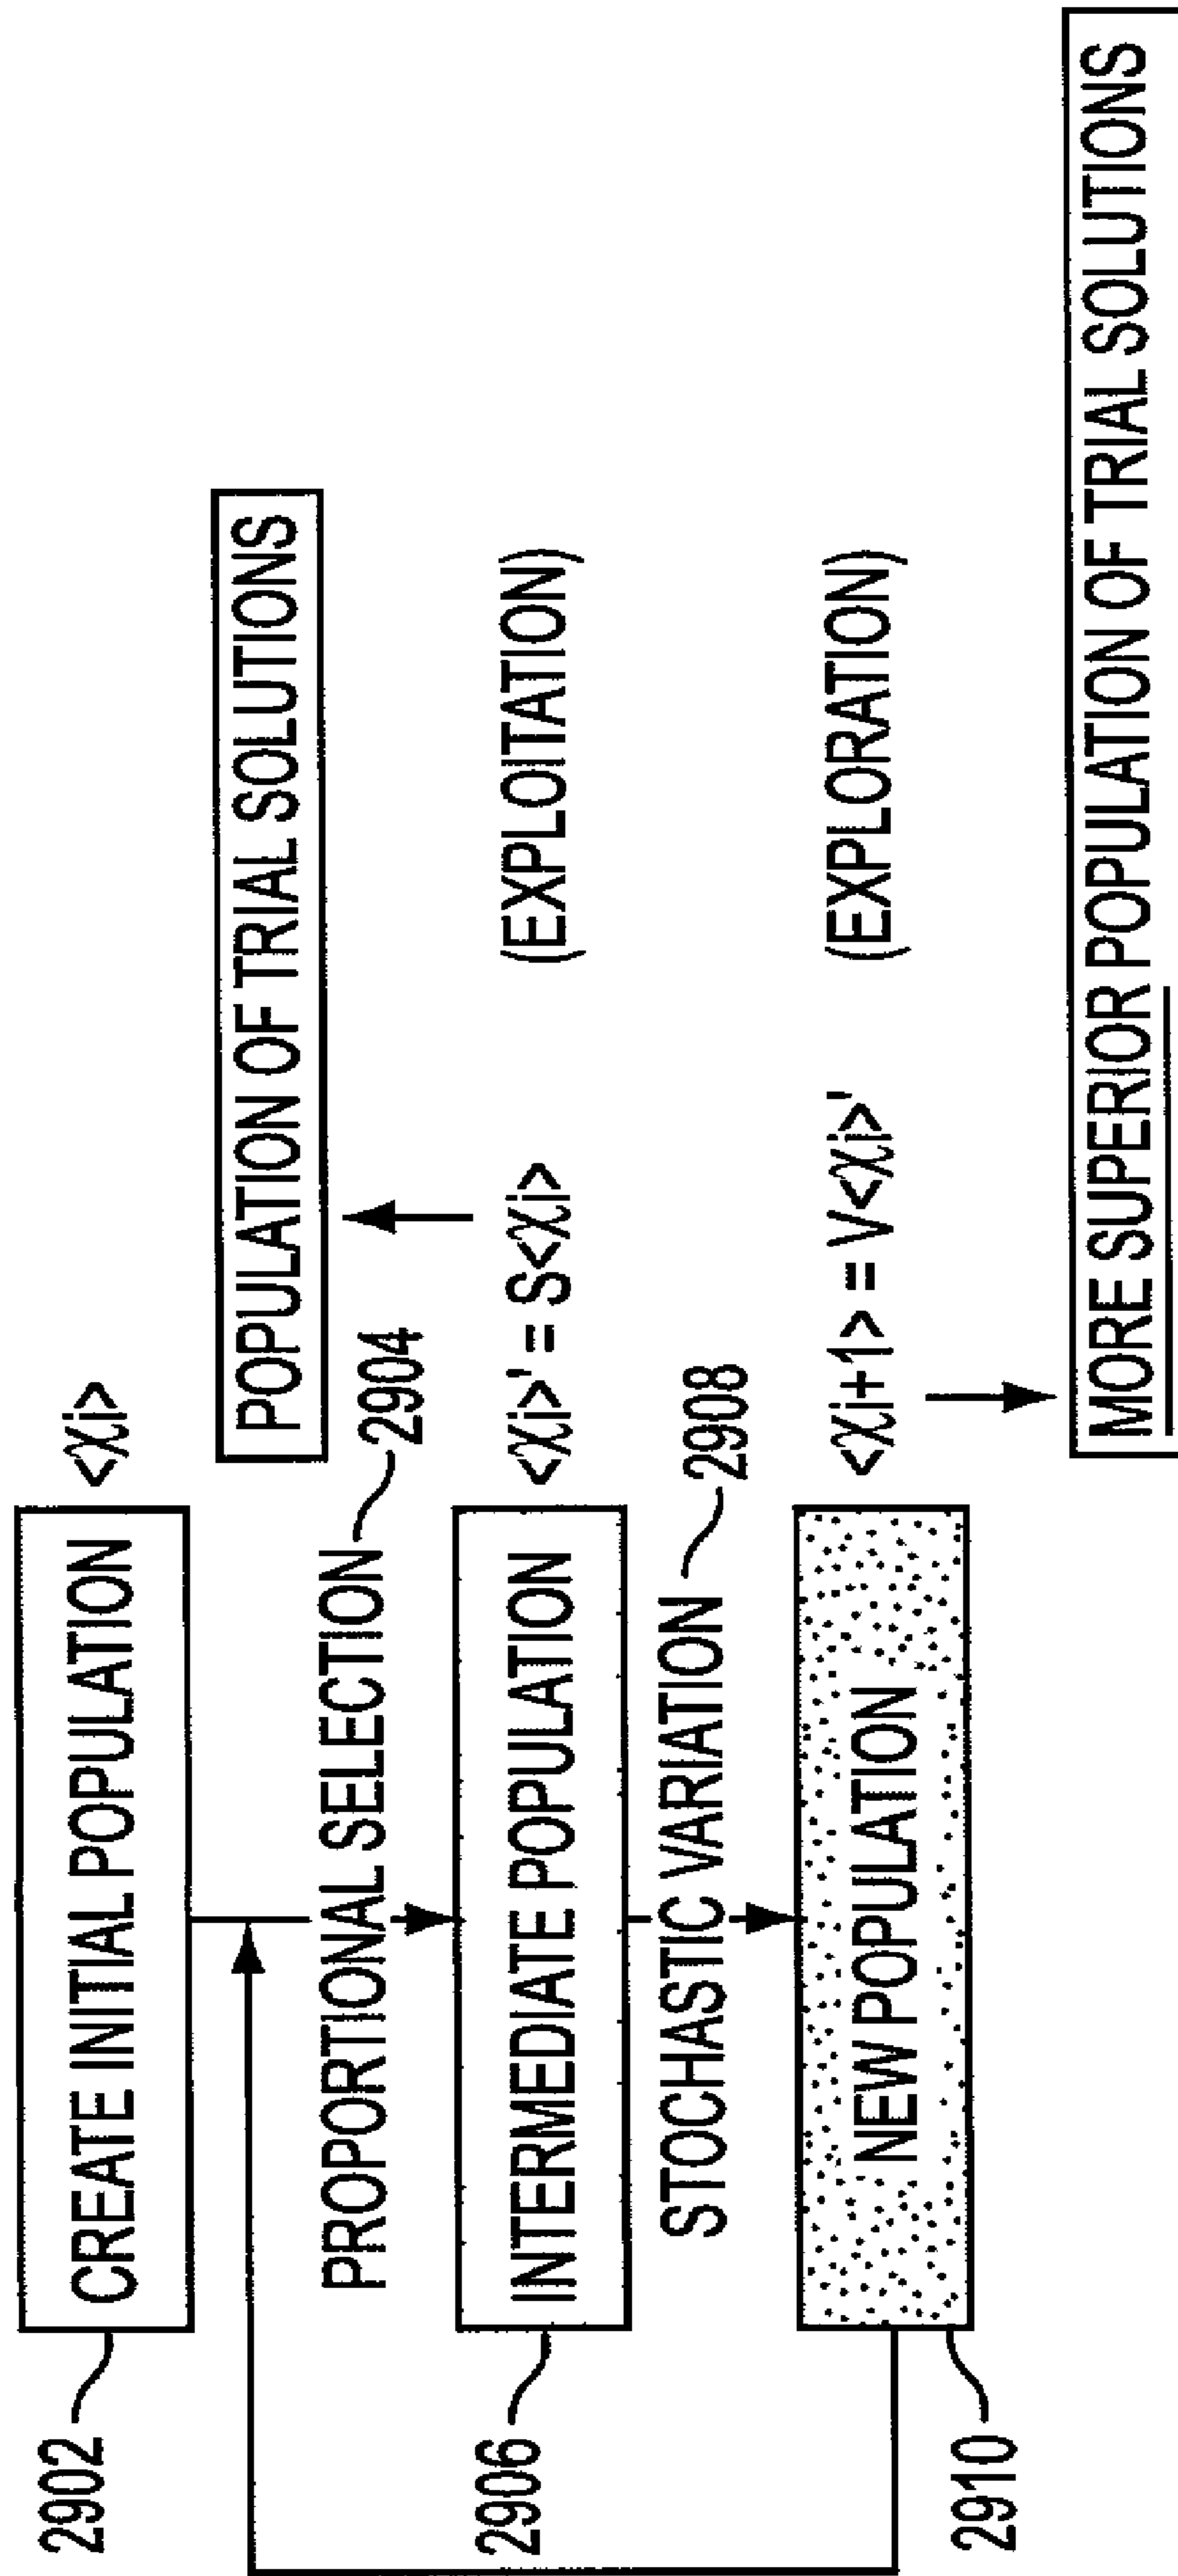 2902
CREATE INITIAL POPULATION
<χi>
POPULATION OF TRIAL SOLUTIONS
PROPORTIONAL SELECTION
2904
2906
INTERMEDIATE POPULATION
<χi>' = S<χi>
(EXPLOITATION)
STOCHASTIC VARIATION
2908
2910
NEW POPULATION
<χi+1> = V<χi>'
(EXPLORATION)
MORE SUPERIOR POPULATION OF TRIAL SOLUTIONS